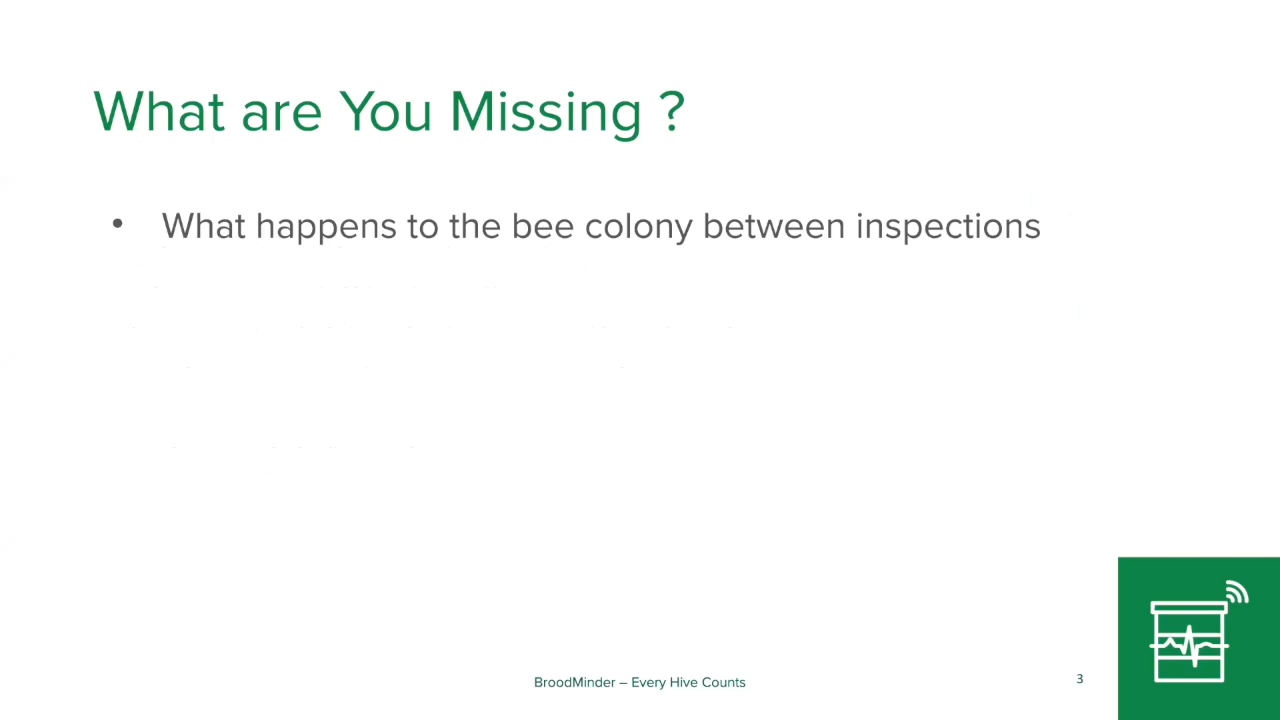 What are You Missing ?
• What happens to the bee colony between inspections
BroodMinder – Every Hive Counts
3